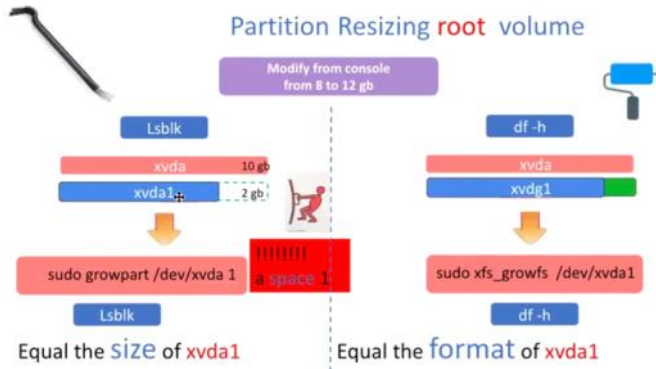 Partition Resizing root volume
Modify from console
from 8 to 12 gb
Lsblk
xvda
10 gb
xvda1
2 gb
sudo growpart /dev/xvda 1
!!!!!!!!!
a space 1
Lsblk
Equal the size of xvda1
df -h
xvda
xvdg1
sudo xfs_growfs /dev/xvda1
df -h
Equal the format of xvda1